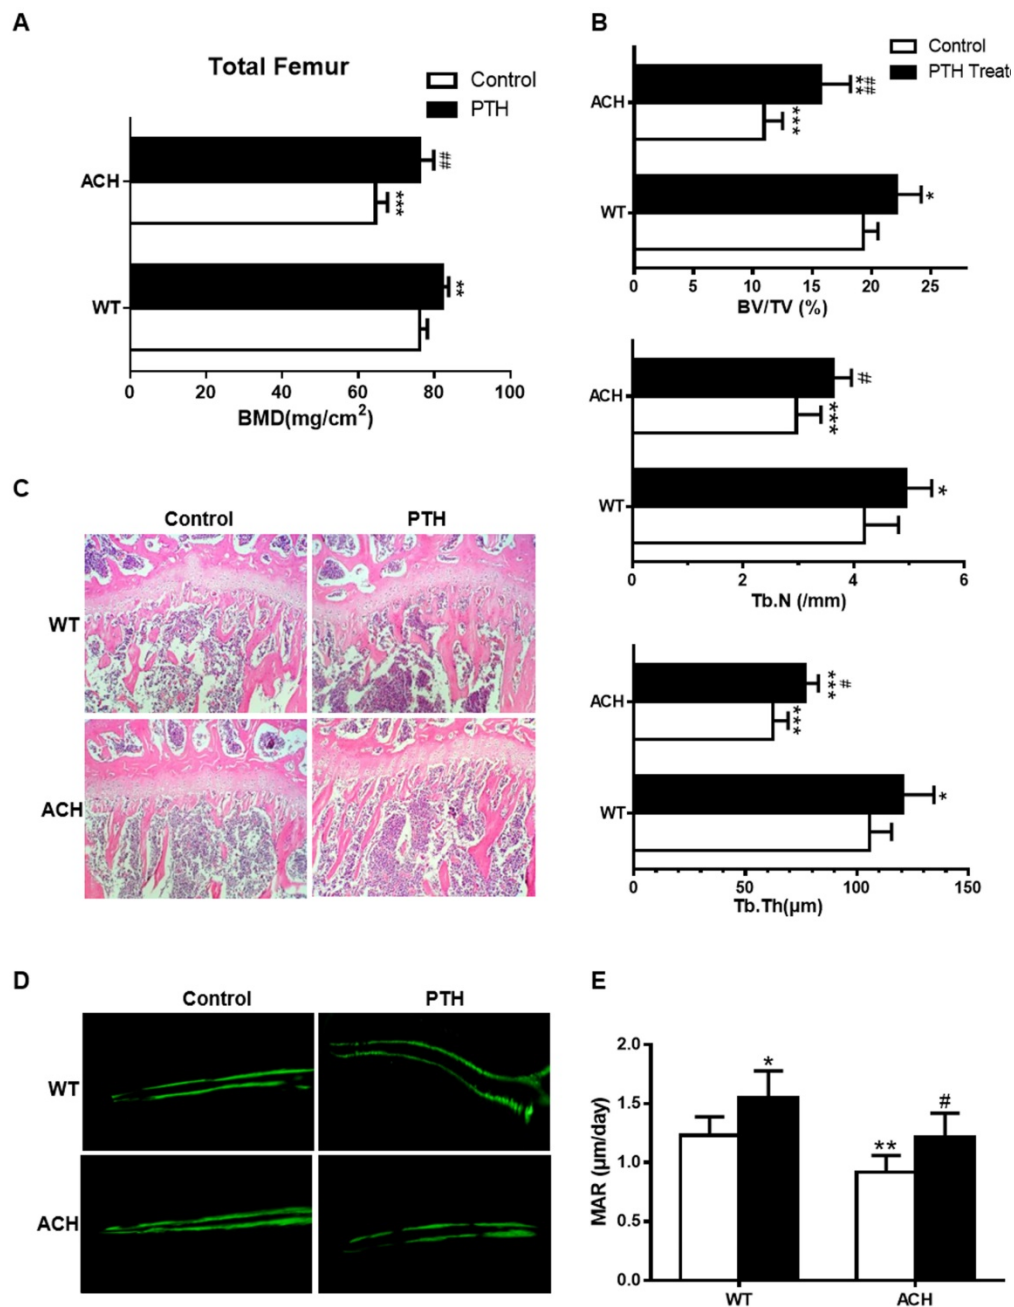 A
Total Femur
Control
PTH
ACH
##
***
WT
**
0 20 40 60 80 100
BMD(mg/cm²)
B
Control
PTH Treate
ACH
##
**
***
WT
*
0 5 10 15 20 25
BV/TV (%)
ACH
#
***
WT
*
0 2 4 6
Tb.N (/mm)
ACH
#
***
***
WT
*
0 50 100 150
Tb.Th(µm)
C
Control PTH
WT
ACH
D
Control PTH
WT
ACH
E
2.0
1.5
1.0
0.5
0.0
MAR (µm/day)
*
**
#
WT ACH